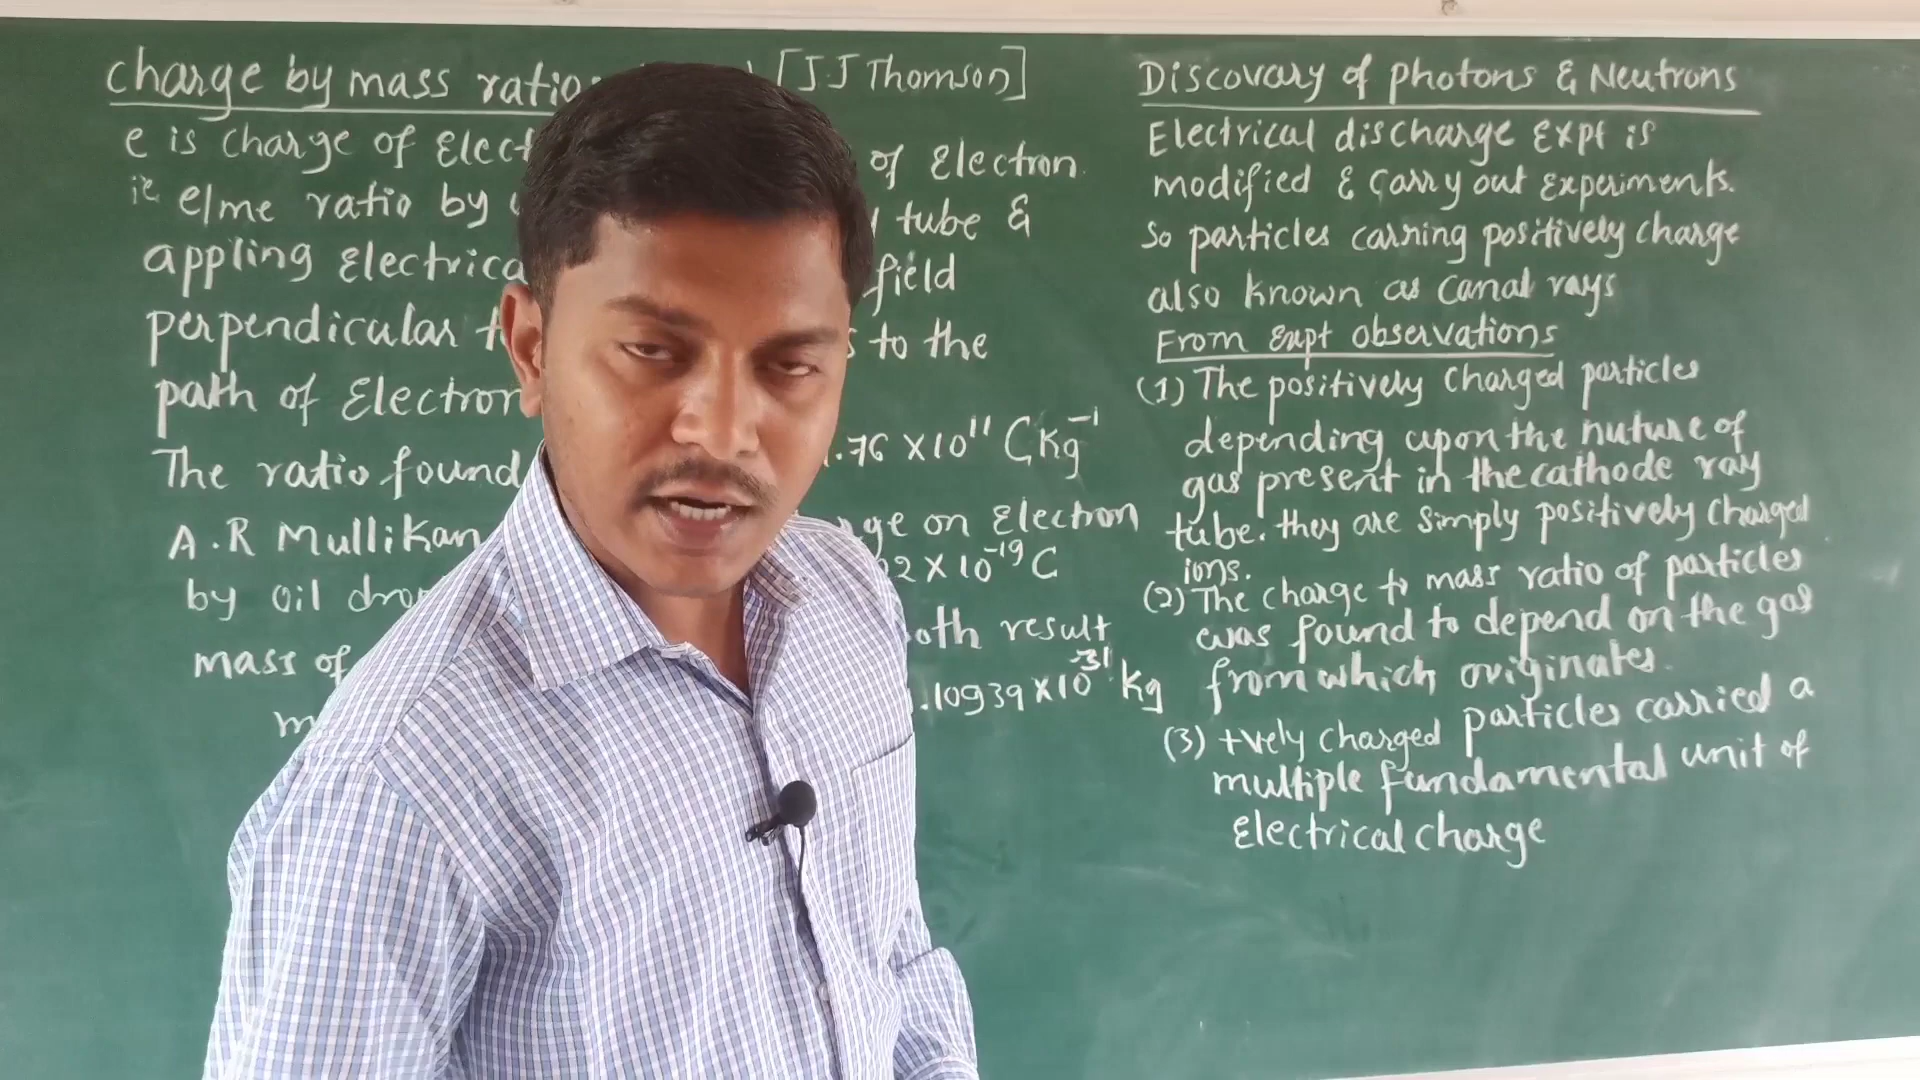 charge by mass ratio [J.J Thomson]
e is charge of of Electron
ie e/me ratio by tube &
appling Electrica field
perpendicular to the
path of Electron
The ratio found .76 X10¹¹ C Kg⁻¹
A.R Mullikan on Electron
by oil 2 X 10⁻¹⁹ C
mass of result
m .10939 X 10⁻³¹ Kg
Discovary of Photons & Neutrons
Electrical discharge Expt is
modified & carry out Experiments.
So particles carring positively charge
also known as canal rays
From Expt observations
(1) The positively charged particles
depending upon the nuture of
gas present in the cathode ray
tube. they are simply positively charged
ions.
(2) The charge to mass ratio of particles
was found to depend on the gas
from which originates.
(3) +vely charged particles carried a
multiple fundamental unit of
Electrical charge